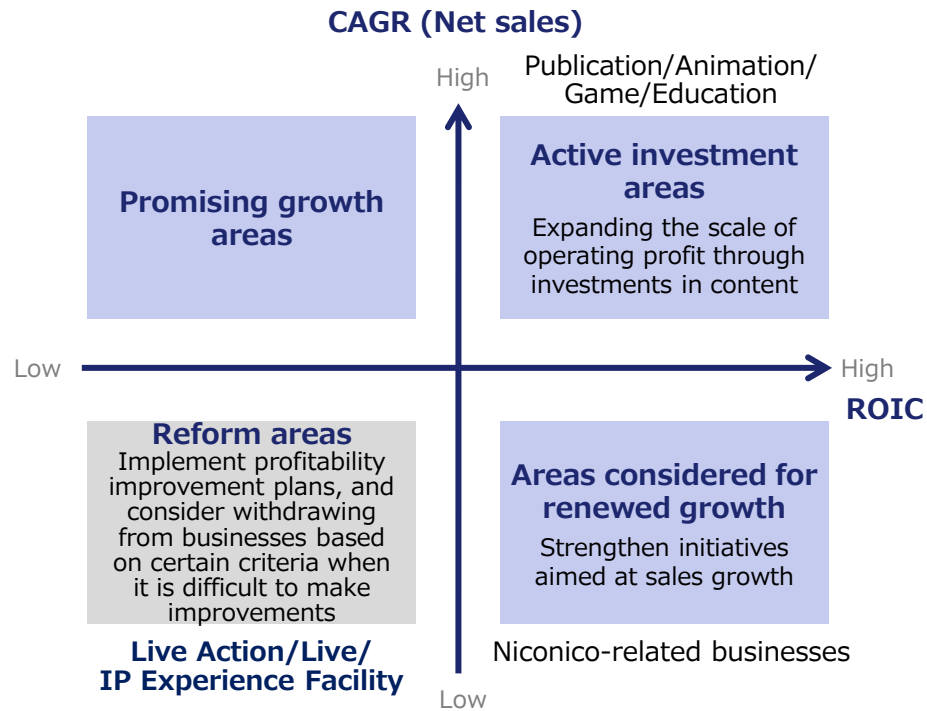 CAGR (Net sales)
High
Publication/Animation/
Game/Education
Promising growth
areas
Active investment
areas
Expanding the scale of
operating profit through
investments in content
Low
High
ROIC
Reform areas
Implement profitability
improvement plans, and
consider withdrawing
from businesses based
on certain criteria when
it is difficult to make
improvements
Areas considered for
renewed growth
Strengthen initiatives
aimed at sales growth
Live Action/Live/
IP Experience Facility
Niconico-related businesses
Low